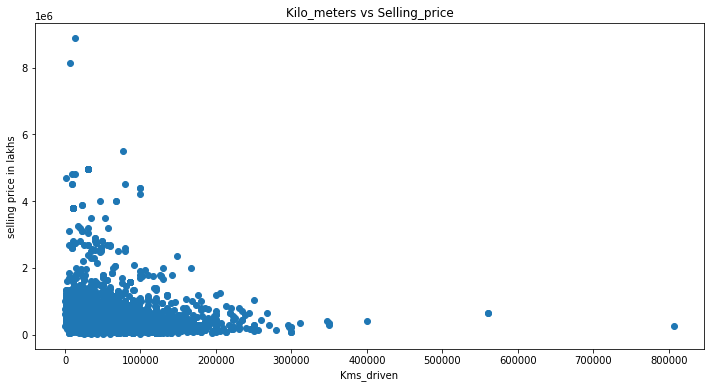 Kilo_meters vs Selling_price
1e6
8
6
4
2
0
selling price in lakhs
0 100000 200000 300000 400000 500000 600000 700000 800000
Kms_driven